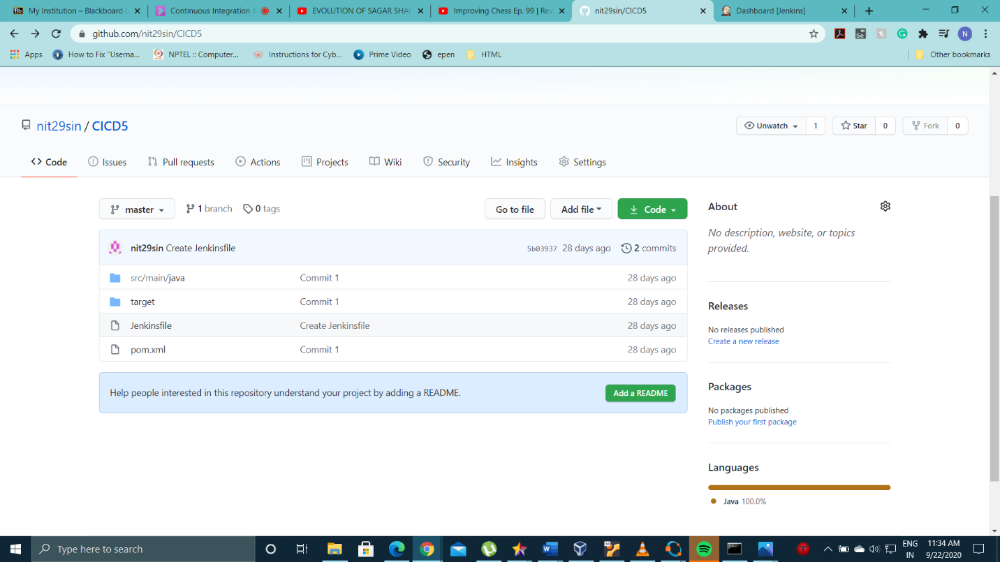 My Institution – Blackboard L
Continuous Integration &
EVOLUTION OF SAGAR SHAH
Improving Chess Ep. 99 | Rev
nit29sin/CICD5
Dashboard [Jenkins]
github.com/nit29sin/CICD5
N
Apps
How to Fix "Userna...
NPTEL :: Computer...
Instructions for Cyb...
Prime Video
epen
HTML
Other bookmarks
nit29sin / CICD5
Unwatch 1
Star 0
Fork 0
Code Issues Pull requests Actions Projects Wiki Security Insights Settings
master 1 branch 0 tags
Go to file Add file Code
nit29sin Create Jenkinsfile 5b03937 28 days ago 2 commits
src/main/java Commit 1 28 days ago
target Commit 1 28 days ago
Jenkinsfile Create Jenkinsfile 28 days ago
pom.xml Commit 1 28 days ago
Help people interested in this repository understand your project by adding a README. Add a README
About
No description, website, or topics
provided.
Releases
No releases published
Create a new release
Packages
No packages published
Publish your first package
Languages
Java 100.0%
Type here to search
ENG
IN
11:34 AM
9/22/2020